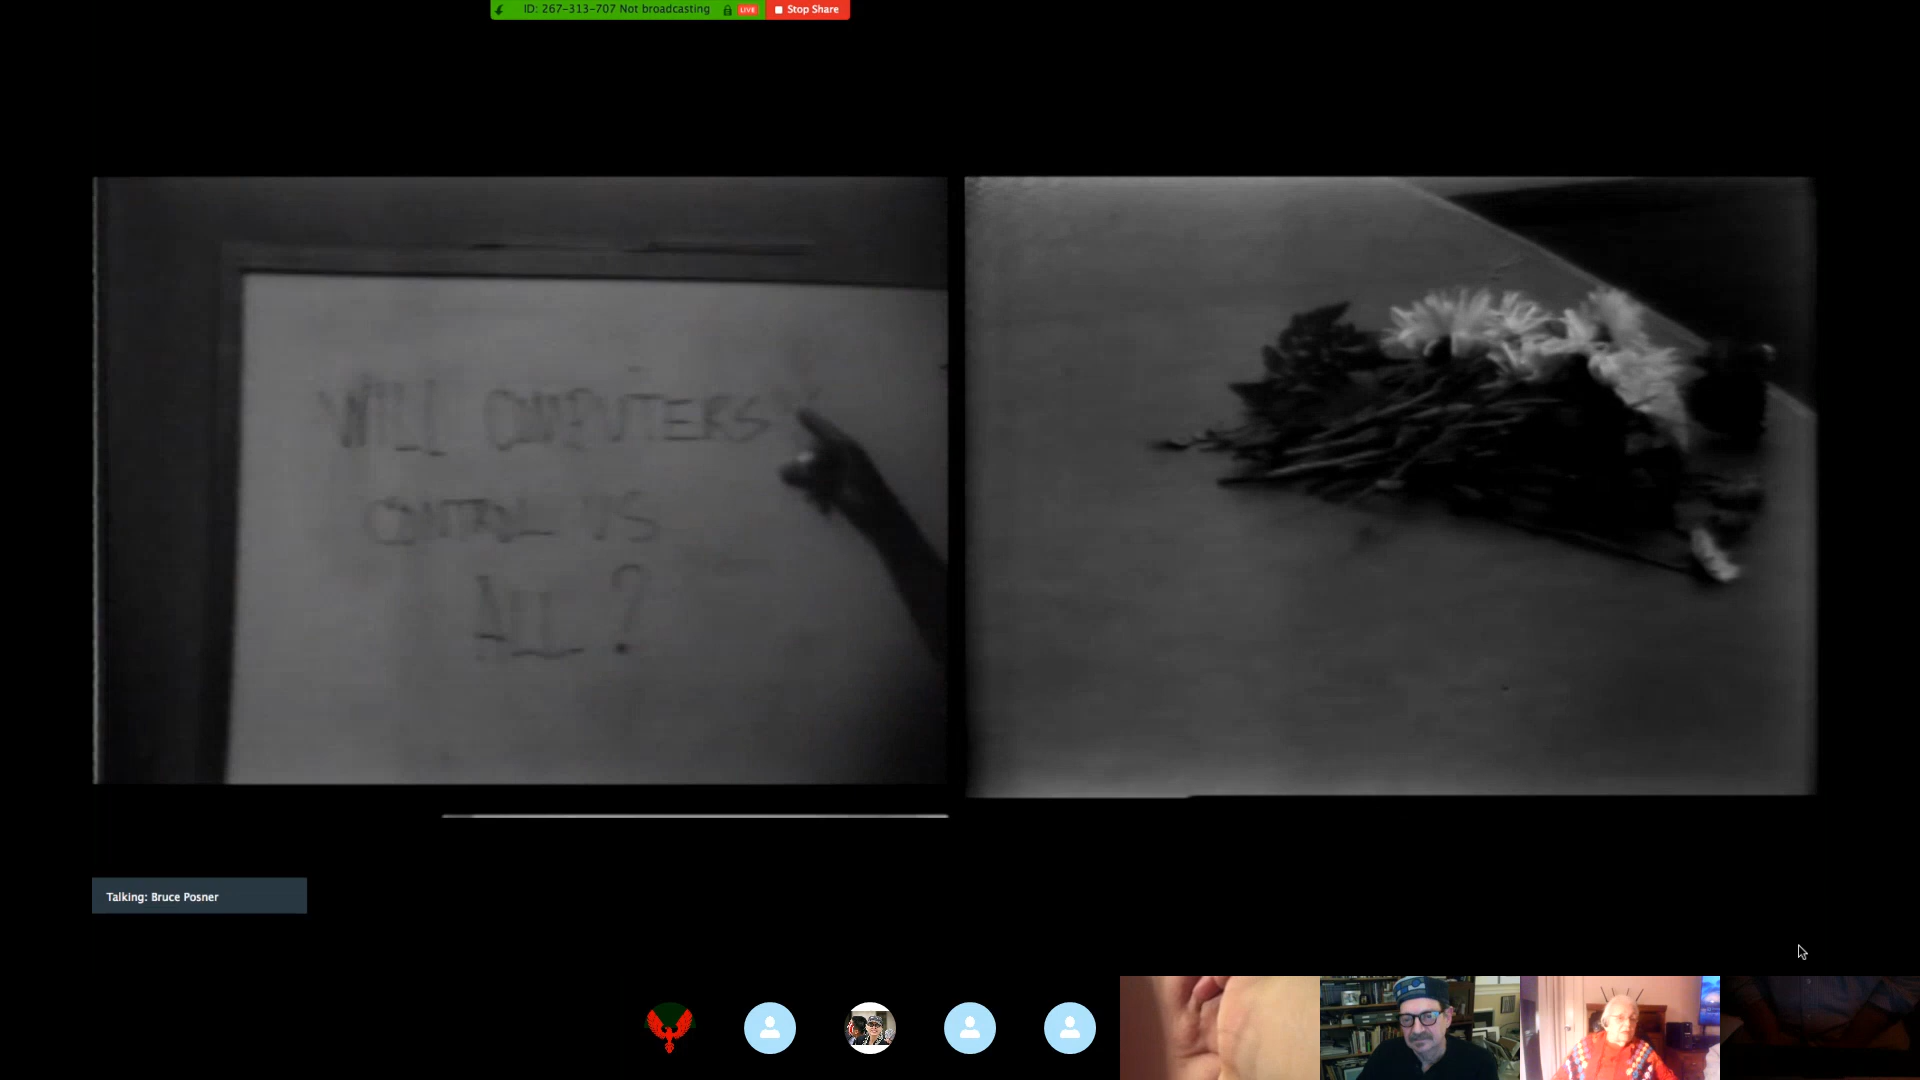 ID: 267-313-707 Not broadcasting LIVE Stop Share
WILL COMPUTERS
CONTROL US
ALL?
Talking: Bruce Posner